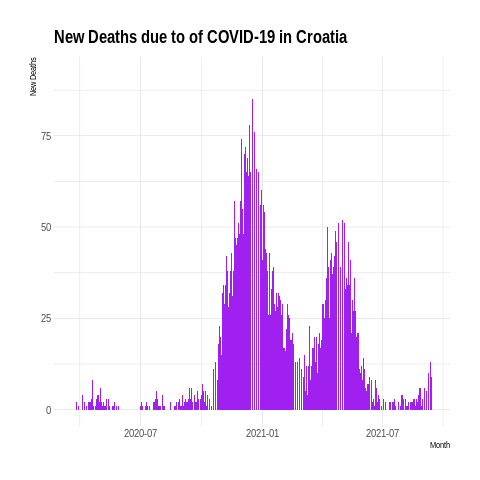 New Deaths due to of COVID-19 in Croatia
New Deaths
75
50
25
0
2020-07
2021-01
2021-07
Month